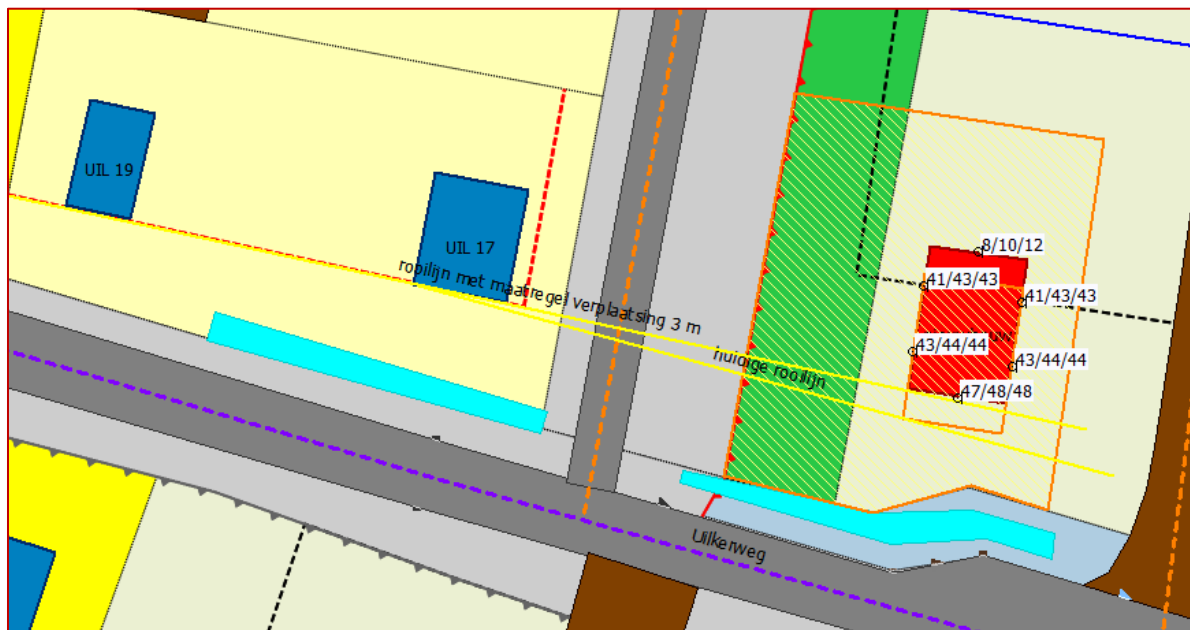 UIL 19
UIL 17
8/10/12
41/43/43
41/43/43
rooilijn met maatregel verplaatsing 3 m
huidige rooilijn
43/44/44
43/44/44
47/48/48
Uilkerweg